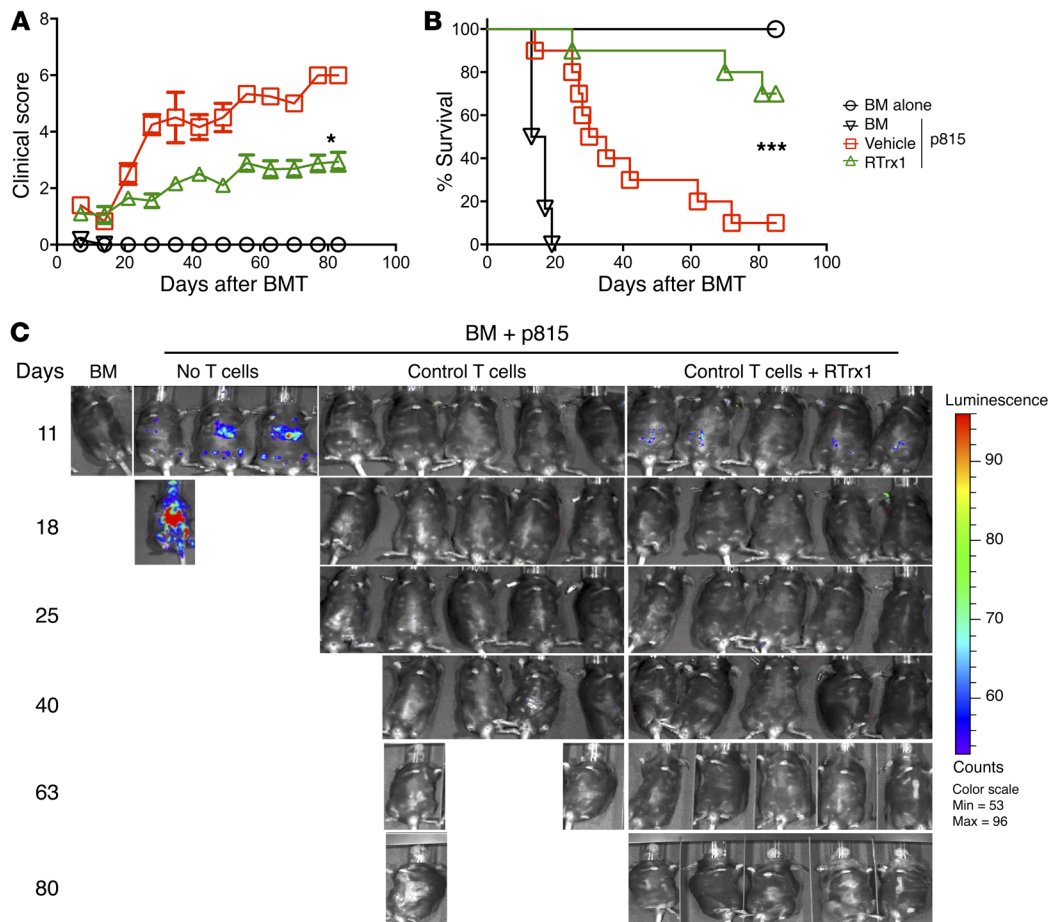 A
8
6
4
2
0
Clinical score
*
0 20 40 60 80 100
Days after BMT
B
100
80
60
40
20
0
% Survival
***
0 20 40 60 80 100
Days after BMT
BM alone
BM
Vehicle
RTrx1
p815
C
BM + p815
Days BM No T cells Control T cells Control T cells + RTrx1
11
18
25
40
63
80
Luminescence
90
80
70
60
Counts
Color scale
Min = 53
Max = 96